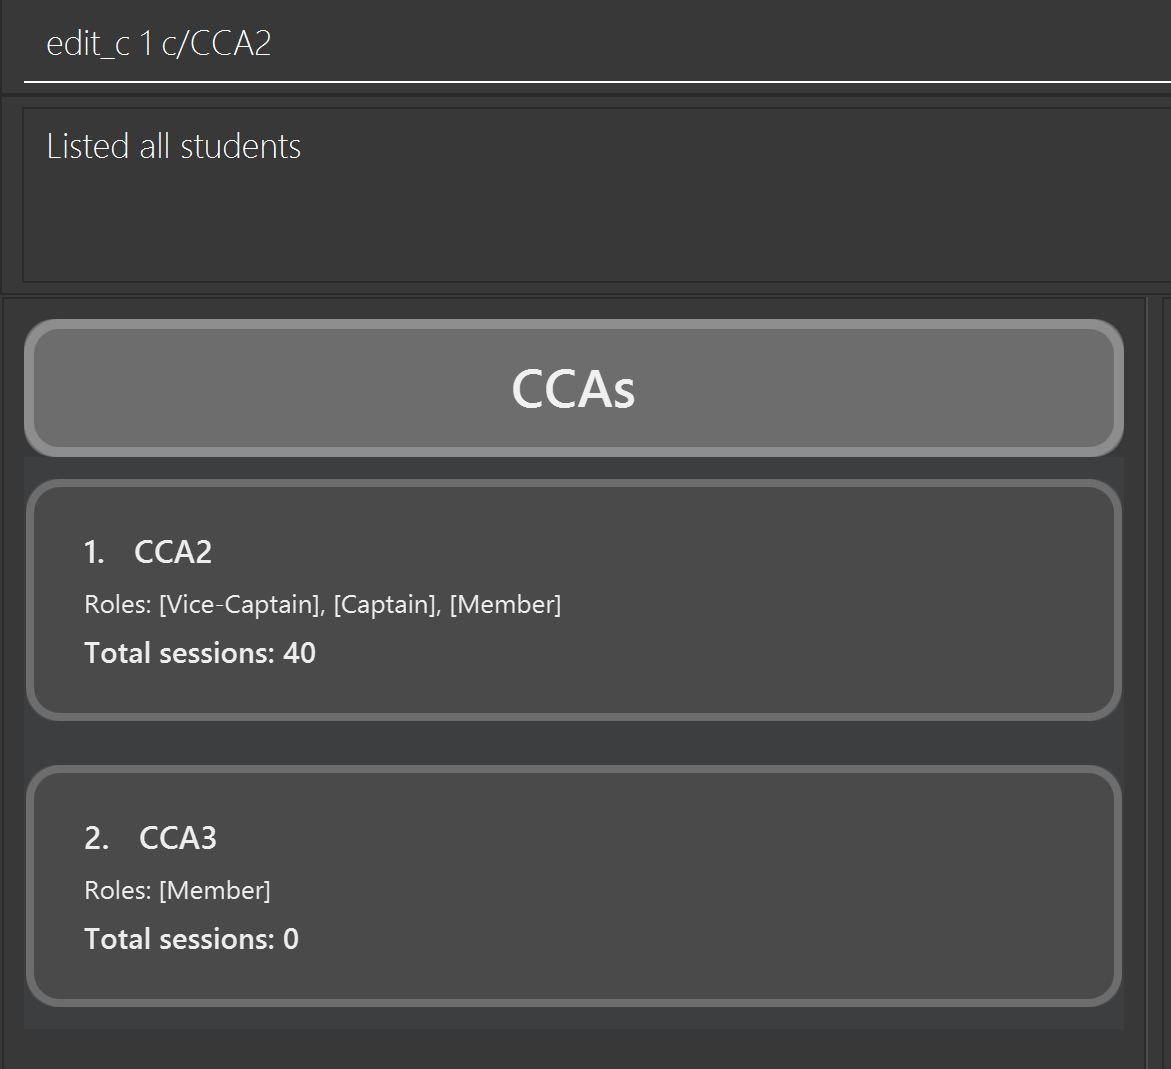 edit_c 1 c/CCA2
Listed all students
CCAs
1. CCA2
Roles: [Vice-Captain], [Captain], [Member]
Total sessions: 40
2. CCA3
Roles: [Member]
Total sessions: 0